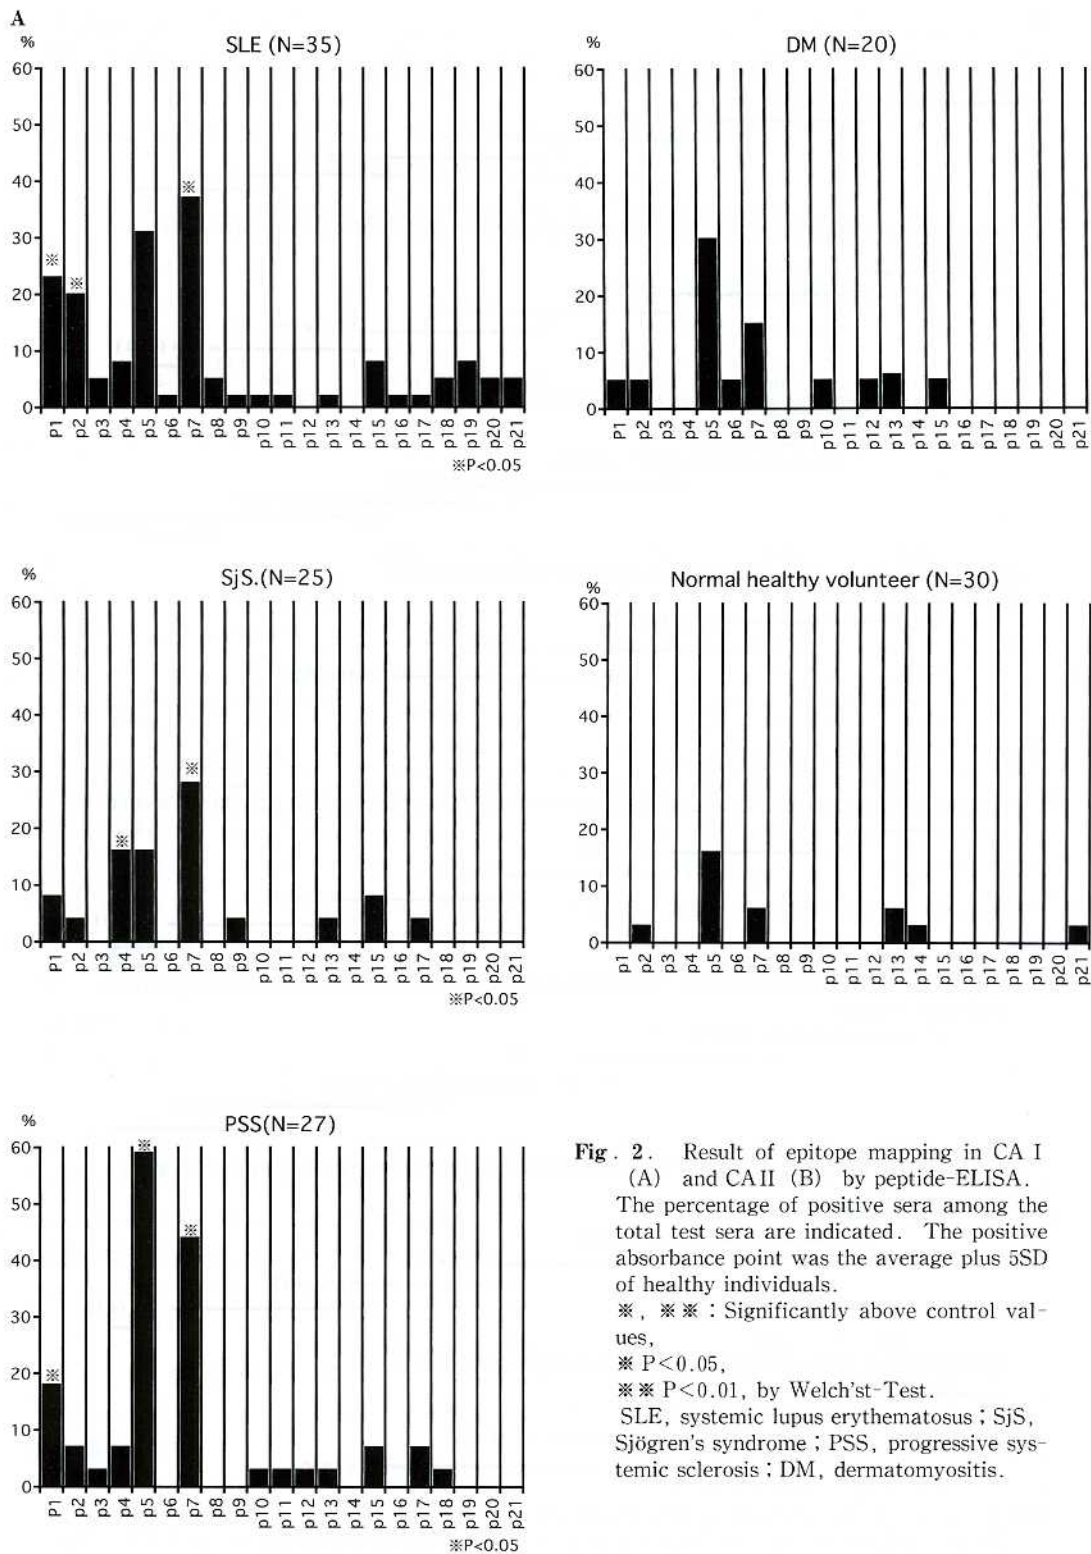 A
%
SLE (N=35)
60
50
40
30
20
10
0
※
※
※
p1 p2 p3 p4 p5 p6 p7 p8 p9 p10 p11 p12 p13 p14 p15 p16 p17 p18 p19 p20 p21
※P<0.05
%
DM (N=20)
60
50
40
30
20
10
0
p1 p2 p3 p4 p5 p6 p7 p8 p9 p10 p11 p12 p13 p14 p15 p16 p17 p18 p19 p20 p21
%
SjS.(N=25)
60
50
40
30
20
10
0
※
※
p1 p2 p3 p4 p5 p6 p7 p8 p9 p10 p11 p12 p13 p14 p15 p16 p17 p18 p19 p20 p21
※P<0.05
%
Normal healthy volunteer (N=30)
60
50
40
30
20
10
0
p1 p2 p3 p4 p5 p6 p7 p8 p9 p10 p11 p12 p13 p14 p15 p16 p17 p18 p19 p20 p21
%
PSS(N=27)
60
50
40
30
20
10
0
※
※
※
p1 p2 p3 p4 p5 p6 p7 p8 p9 p10 p11 p12 p13 p14 p15 p16 p17 p18 p19 p20 p21
※P<0.05
Fig. 2. Result of epitope mapping in CA I
(A) and CAII (B) by peptide-ELISA.
The percentage of positive sera among the
total test sera are indicated. The positive
absorbance point was the average plus 5SD
of healthy individuals.
※, ※※ : Significantly above control val-
ues,
※ P<0.05,
※※ P<0.01, by Welch'st-Test.
SLE, systemic lupus erythematosus ; SjS,
Sjögren's syndrome ; PSS, progressive sys-
temic sclerosis ; DM, dermatomyositis.